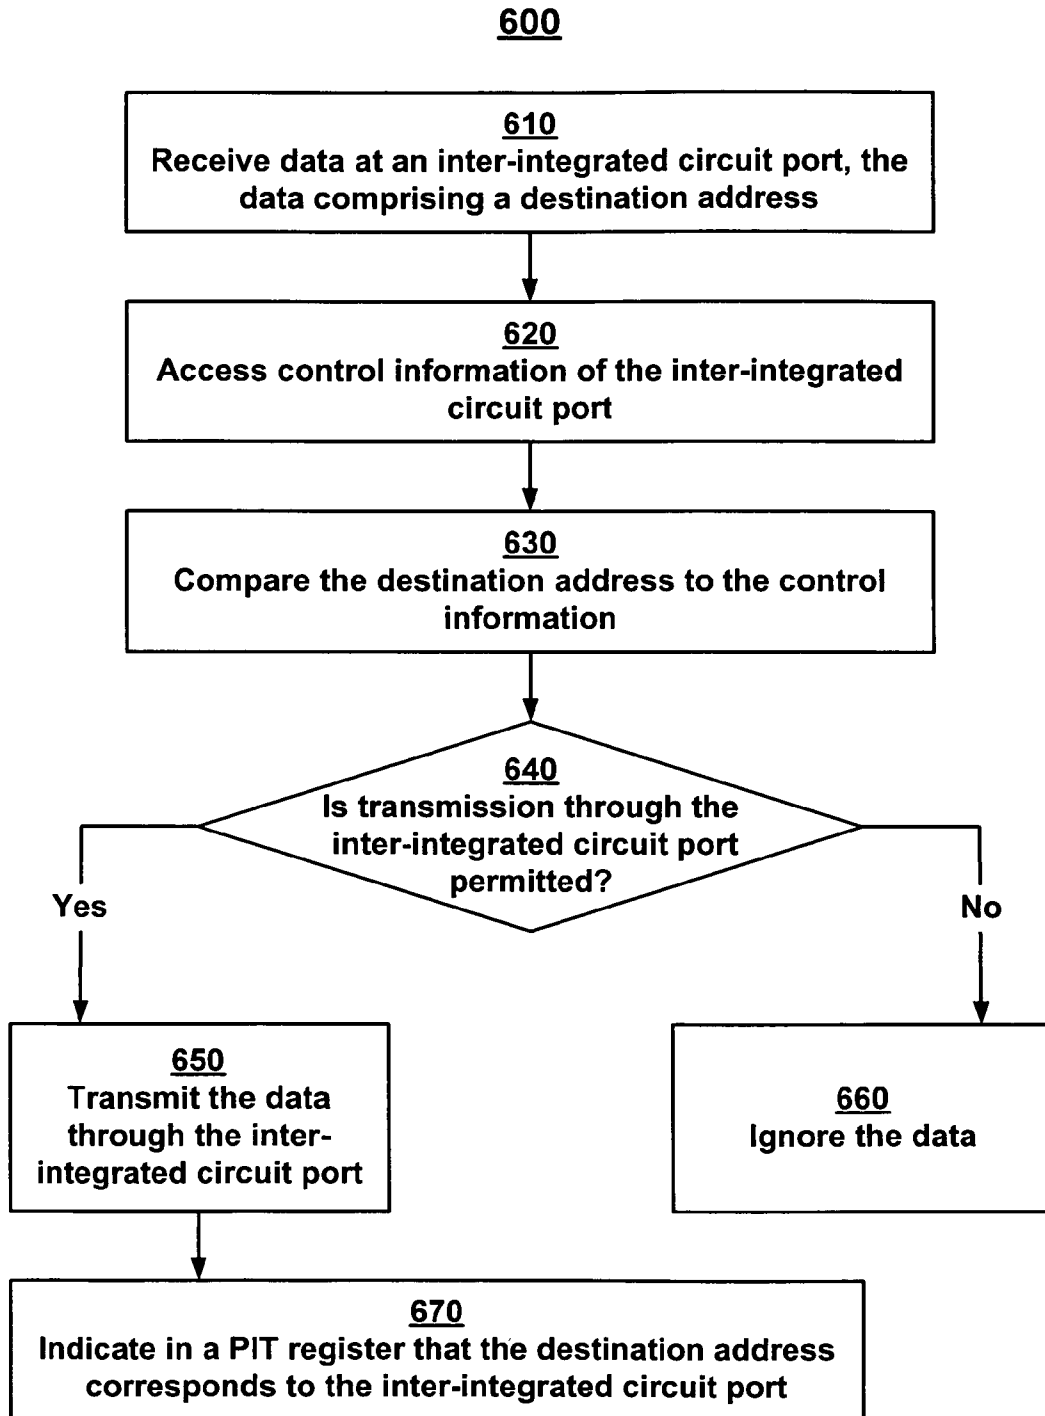 600
610
Receive data at an inter-integrated circuit port, the
data comprising a destination address
620
Access control information of the inter-integrated
circuit port
630
Compare the destination address to the control
information
640
Is transmission through the
inter-integrated circuit port
permitted?
Yes
No
650
Transmit the data
through the inter-
integrated circuit port
660
Ignore the data
670
Indicate in a PIT register that the destination address
corresponds to the inter-integrated circuit port